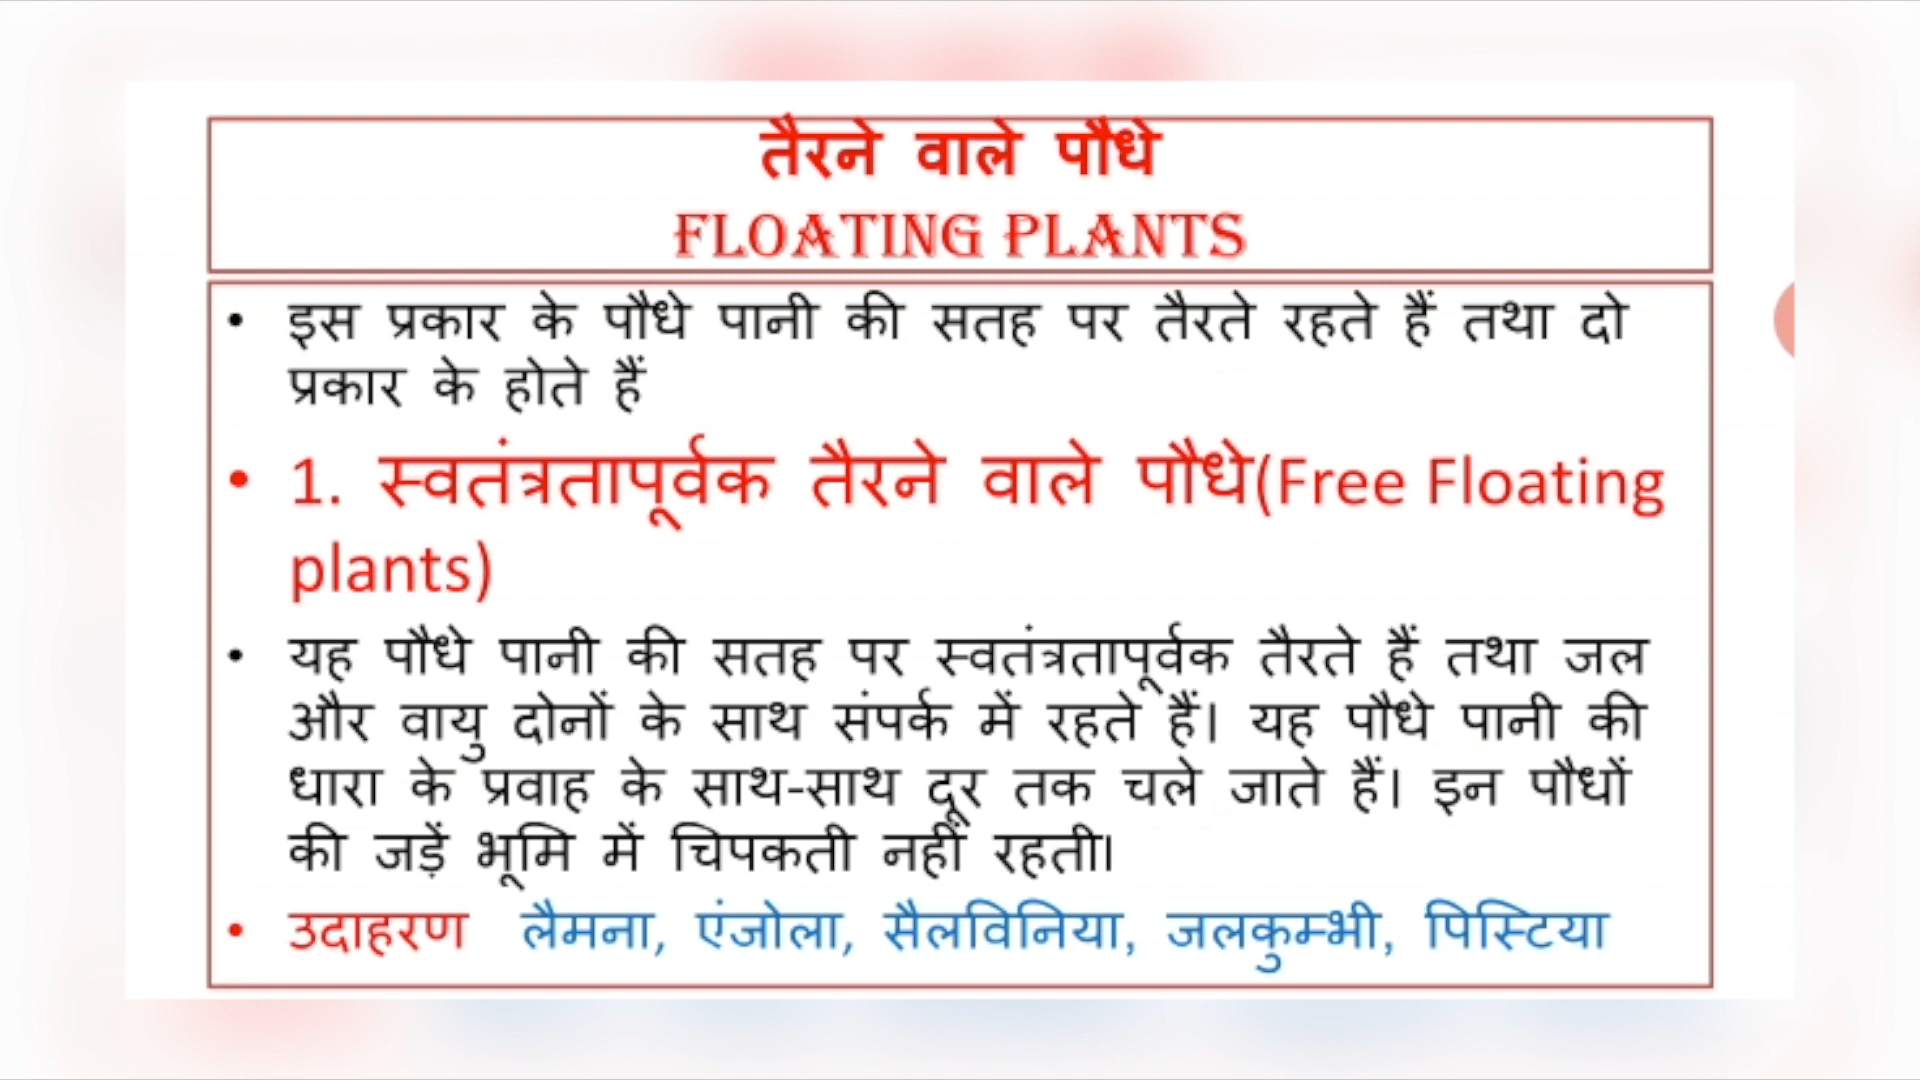 तैरने वाले पौधे
FLOATING PLANTS
• इस प्रकार के पौधे पानी की सतह पर तैरते रहते हैं तथा दो
प्रकार के होते हैं
• 1. स्वतंत्रतापूर्वक तैरने वाले पौधे(Free Floating
plants)
• यह पौधे पानी की सतह पर स्वतंत्रतापूर्वक तैरते हैं तथा जल
और वायु दोनों के साथ संपर्क में रहते हैं। यह पौधे पानी की
धारा के प्रवाह के साथ-साथ दूर तक चले जाते हैं। इन पौधों
की जड़ें भूमि में चिपकती नहीं रहती।
• उदाहरण लैमना, एंजोला, सैलविनिया, जलकुम्भी, पिस्टिया